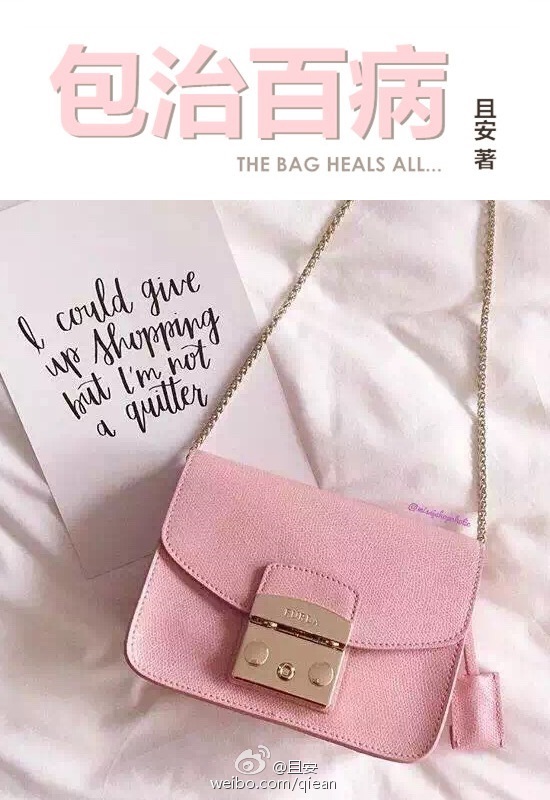 包治百病
且安 著
THE BAG HEALS ALL...
I could give
up shopping
but I'm not
a quitter
@missjshopaholic
FURLA
@且安
weibo.com/qiean